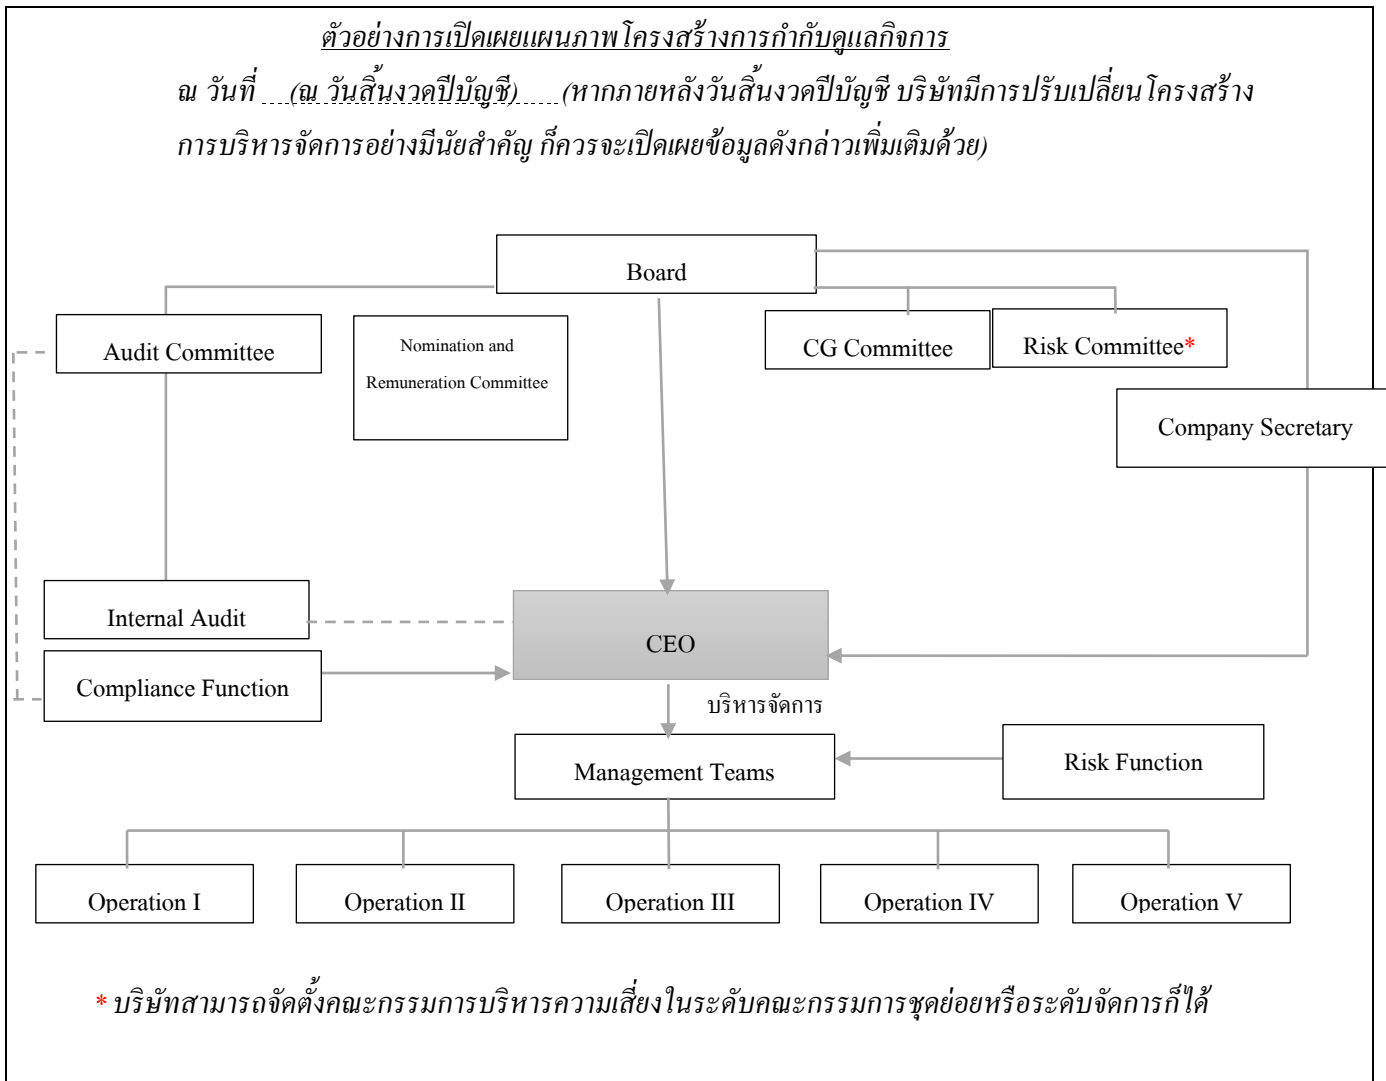 ตัวอย่างการเปิดเผยแผนภาพโครงสร้างการกำกับดูแลกิจการ
ณ วันที่ (ณ วันสิ้นงวดปีบัญชี) (หากภายหลังวันสิ้นงวดปีบัญชี บริษัทมีการปรับเปลี่ยนโครงสร้าง
การบริหารจัดการอย่างมีนัยสำคัญ ก็ควรจะเปิดเผยข้อมูลดังกล่าวเพิ่มเติมด้วย)
Board
Audit Committee
Nomination and
Remuneration Committee
CG Committee
Risk Committee*
Company Secretary
Internal Audit
CEO
Compliance Function
บริหารจัดการ
Management Teams
Risk Function
Operation I
Operation II
Operation III
Operation IV
Operation V
* บริษัทสามารถจัดตั้งคณะกรรมการบริหารความเสี่ยงในระดับคณะกรรมการชุดย่อยหรือระดับจัดการก็ได้